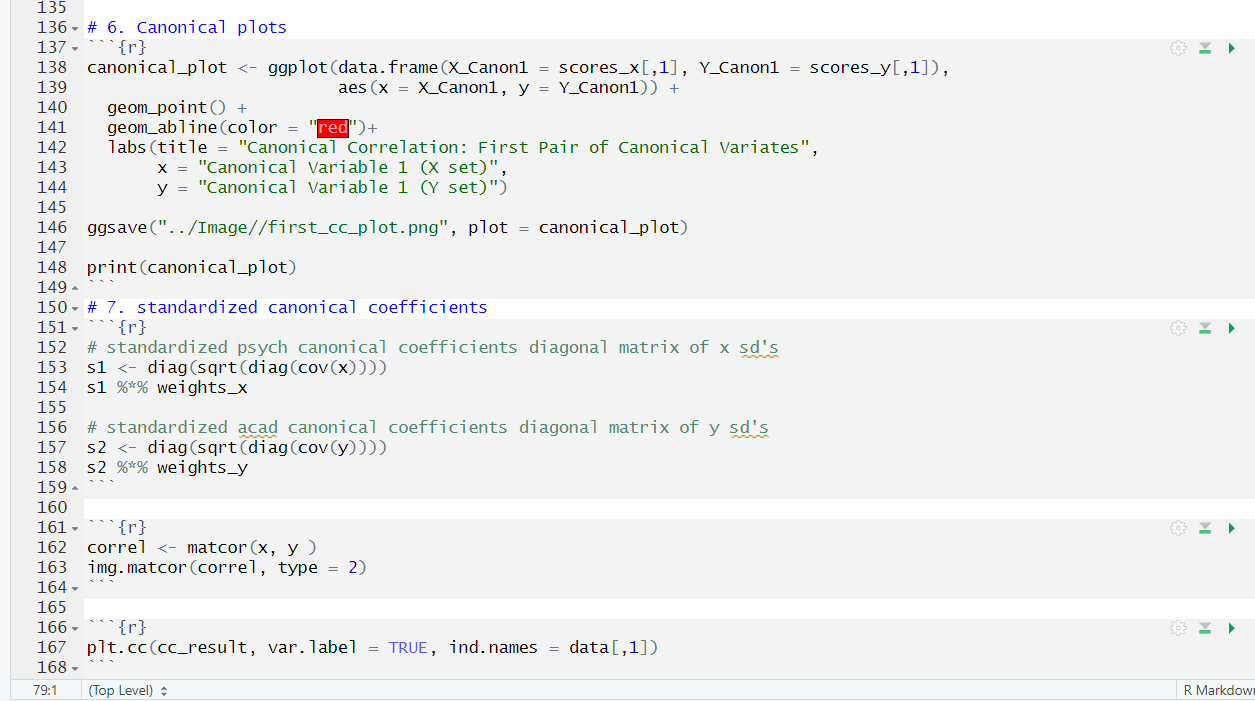 135
136 # 6. Canonical plots
137 ```{r}
138 canonical_plot <- ggplot(data.frame(X_Canon1 = scores_x[,1], Y_Canon1 = scores_y[,1]),
139                          aes(x = X_Canon1, y = Y_Canon1)) +
140   geom_point() +
141   geom_abline(color = "red")+
142   labs(title = "Canonical Correlation: First Pair of Canonical Variates",
143        x = "Canonical Variable 1 (X set)",
144        y = "Canonical Variable 1 (Y set)")
145
146 ggsave("../Image//first_cc_plot.png", plot = canonical_plot)
147
148 print(canonical_plot)
149 ```
150 # 7. standardized canonical coefficients
151 ```{r}
152 # standardized psych canonical coefficients diagonal matrix of x sd's
153 s1 <- diag(sqrt(diag(cov(x))))
154 s1 %*% weights_x
155
156 # standardized acad canonical coefficients diagonal matrix of y sd's
157 s2 <- diag(sqrt(diag(cov(y))))
158 s2 %*% weights_y
159 ```
160
161 ```{r}
162 correl <- matcor(x, y )
163 img.matcor(correl, type = 2)
164 ```
165
166 ```{r}
167 plt.cc(cc_result, var.label = TRUE, ind.names = data[,1])
168 ```
79:1 (Top Level) R Markdown